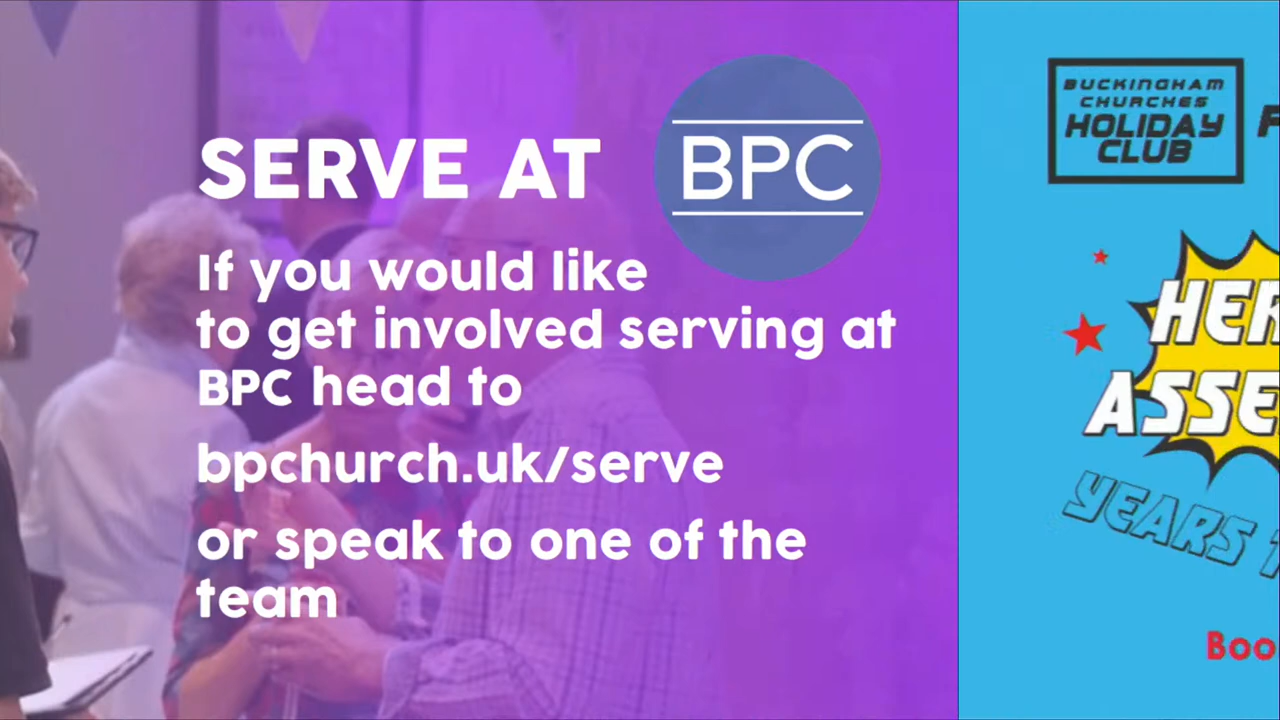 SERVE AT
BPC
If you would like
to get involved serving at
BPC head to
bpchurch.uk/serve
or speak to one of the
team
BUCKINGHAM
CHURCHES
HOLIDAY
CLUB
YEARS